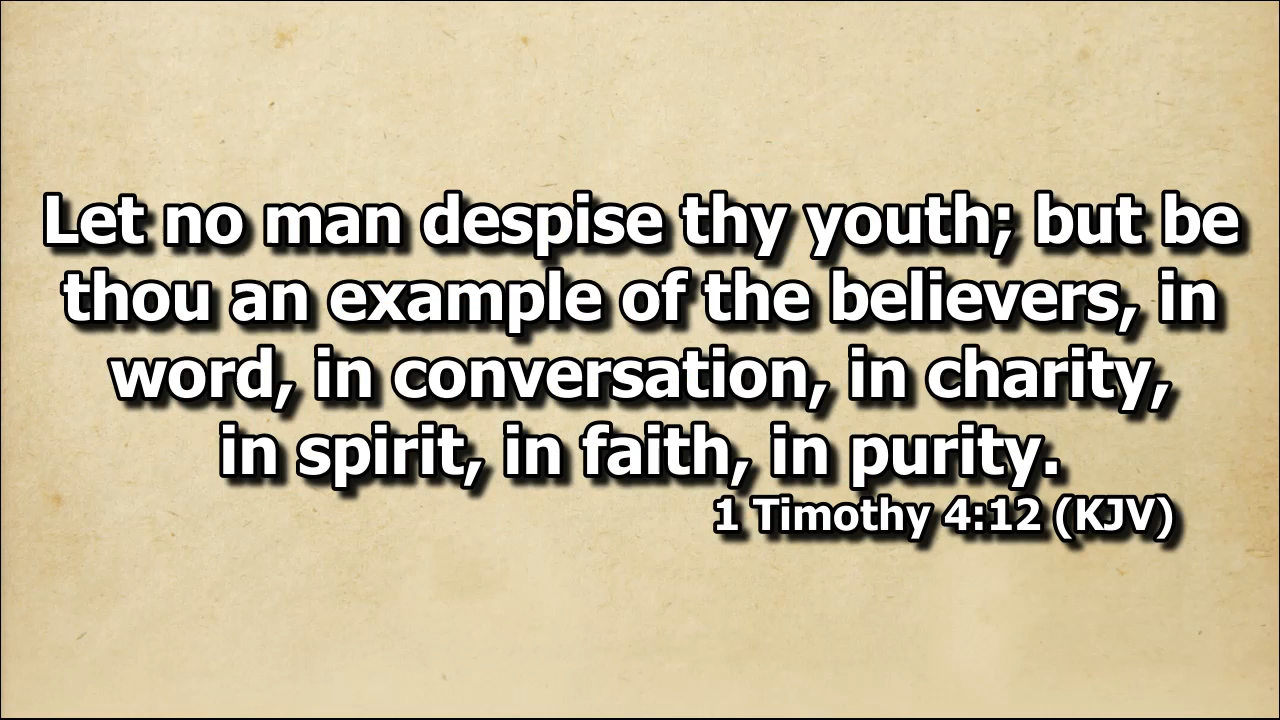 Let no man despise thy youth; but be
thou an example of the believers, in
word, in conversation, in charity,
in spirit, in faith, in purity.
1 Timothy 4:12 (KJV)